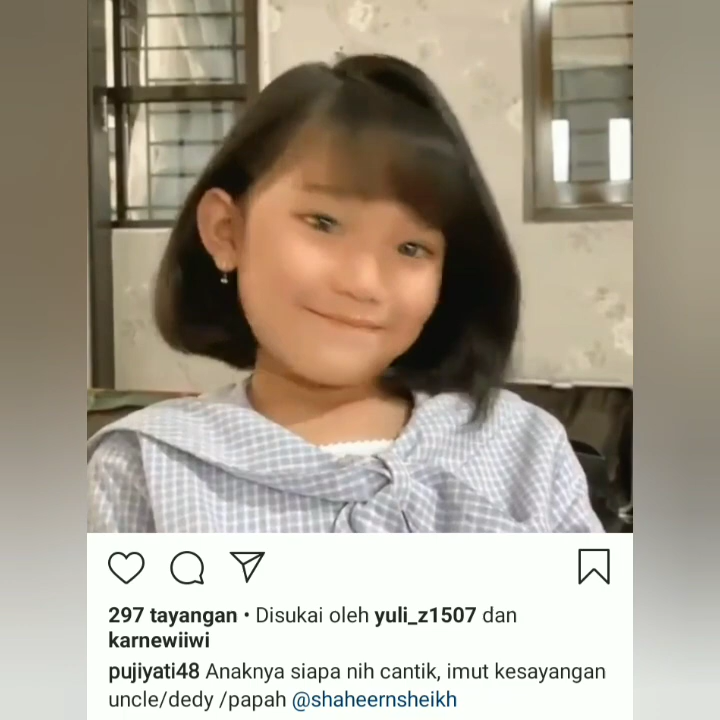 297 tayangan • Disukai oleh yuli_z1507 dan
karnewiiwi
pujiyati48 Anaknya siapa nih cantik, imut kesayangan
uncle/dedy /papah @shaheernsheikh